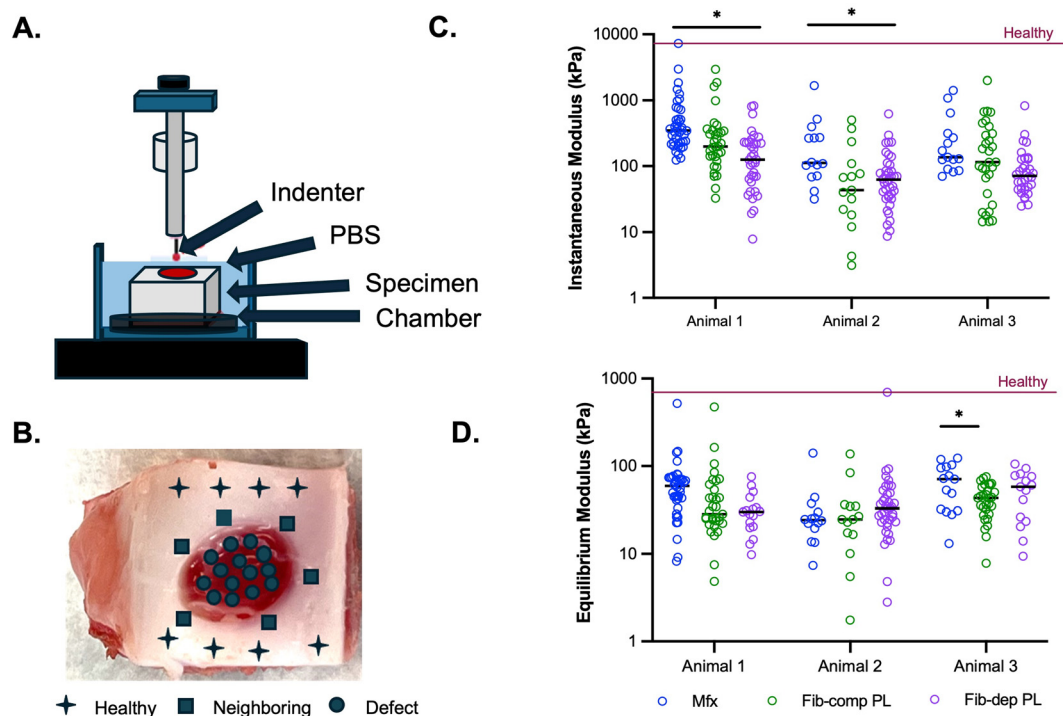 A.
Indenter
PBS
Specimen
Chamber
B.
Healthy Neighboring Defect
C.
* *
Healthy
Instantaneous Modulus (kPa)
10000
1000
100
10
1
Animal 1 Animal 2 Animal 3
D.
Healthy
*
Equilibrium Modulus (kPa)
1000
100
10
1
Animal 1 Animal 2 Animal 3
Mfx Fib-comp PL Fib-dep PL